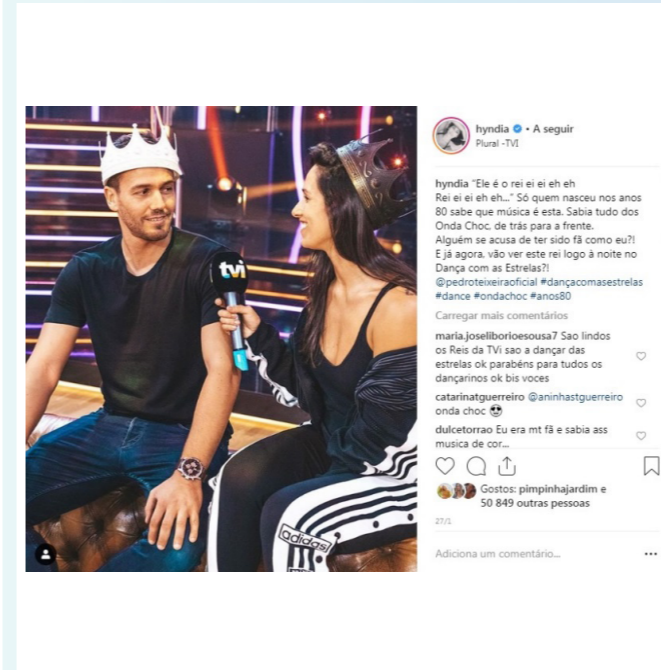 hyndia • A seguir
Plural -TVI
hyndia "Ele é o rei ei ei eh eh
Rei ei ei eh eh..." Só quem nasceu nos anos
80 sabe que música é esta. Sabia tudo dos
Onda Choc, de trás para a frente.
Alguém se acusa de ter sido fã como eu?!
E já agora, vão ver este rei logo à noite no
Dança com as Estrelas?!
@pedroteixeiraoficial #dançacomasestrelas
#dance #ondachoc #anos80
Carregar mais comentários
maria.joseliborioesousa7 Sao lindos
os Reis da TVi sao a dançar das
estrelas ok parabéns para tudos os
dançarinos ok bis voces
catarinatguerreiro @aninhastguerreiro
onda choc 😎
dulcetorrao Eu era mt fã e sabia ass
musica de cor...
Gostos: pimpinhajardim e
50 849 outras pessoas
27/1
Adiciona um comentário...
tvi
adidas